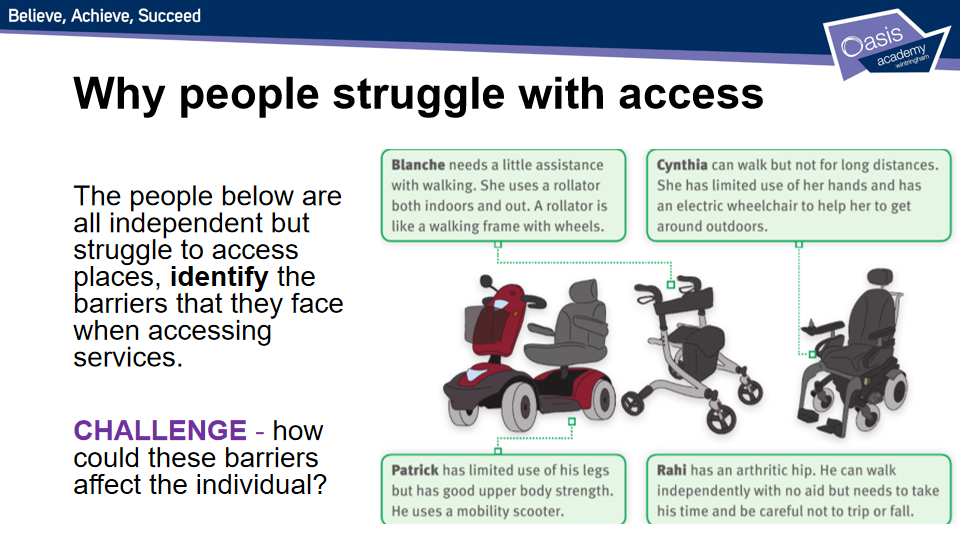 Believe, Achieve, Succeed
Oasis
academy
wintringham
Why people struggle with access
The people below are
all independent but
struggle to access
places, identify the
barriers that they face
when accessing
services.
CHALLENGE - how
could these barriers
affect the individual?
Blanche needs a little assistance
with walking. She uses a rollator
both indoors and out. A rollator is
like a walking frame with wheels.
Cynthia can walk but not for long distances.
She has limited use of her hands and has
an electric wheelchair to help her to get
around outdoors.
Patrick has limited use of his legs
but has good upper body strength.
He uses a mobility scooter.
Rahi has an arthritic hip. He can walk
independently with no aid but needs to take
his time and be careful not to trip or fall.